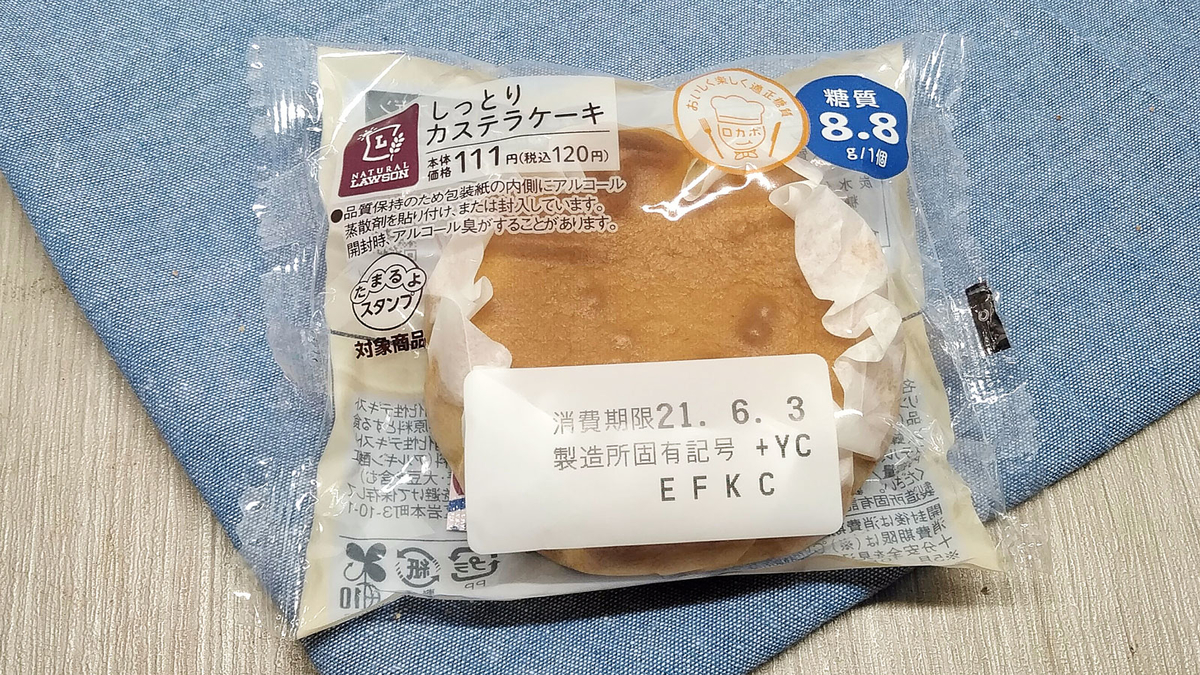 しっとり
カステラケーキ
本体価格111円(税込120円)
NATURAL
LAWSON
●品質保持のため包装紙の内側にアルコール
蒸散剤を貼り付け、または封入しています。
開封時、アルコール臭がすることがあります。
たまるよ
スタンプ
対象商品
おいしく楽しく適正糖質
ロカボ
糖質
8.8
g/1個
消費期限21. 6. 3
製造所固有記号 +YC
EFKC